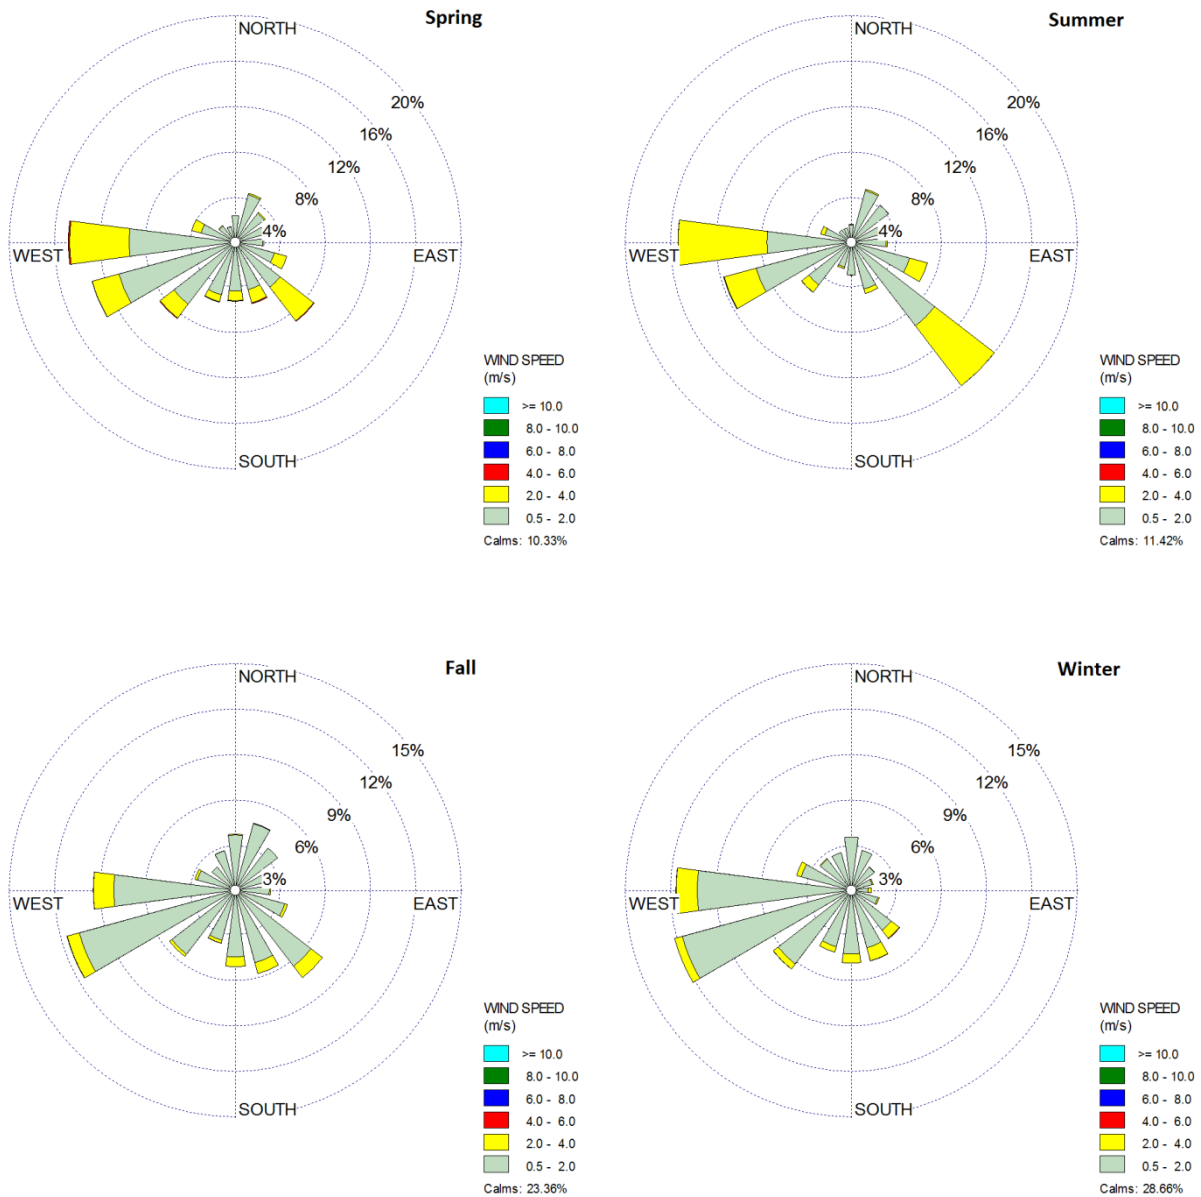 Spring
NORTH
20%
16%
12%
8%
4%
WEST
EAST
SOUTH
WIND SPEED
(m/s)
>= 10.0
8.0 - 10.0
6.0 - 8.0
4.0 - 6.0
2.0 - 4.0
0.5 - 2.0
Calms: 10.33%
Summer
NORTH
20%
16%
12%
8%
4%
WEST
EAST
SOUTH
WIND SPEED
(m/s)
>= 10.0
8.0 - 10.0
6.0 - 8.0
4.0 - 6.0
2.0 - 4.0
0.5 - 2.0
Calms: 11.42%
Fall
NORTH
15%
12%
9%
6%
3%
WEST
EAST
SOUTH
WIND SPEED
(m/s)
>= 10.0
8.0 - 10.0
6.0 - 8.0
4.0 - 6.0
2.0 - 4.0
0.5 - 2.0
Calms: 23.36%
Winter
NORTH
15%
12%
9%
6%
3%
WEST
EAST
SOUTH
WIND SPEED
(m/s)
>= 10.0
8.0 - 10.0
6.0 - 8.0
4.0 - 6.0
2.0 - 4.0
0.5 - 2.0
Calms: 28.66%